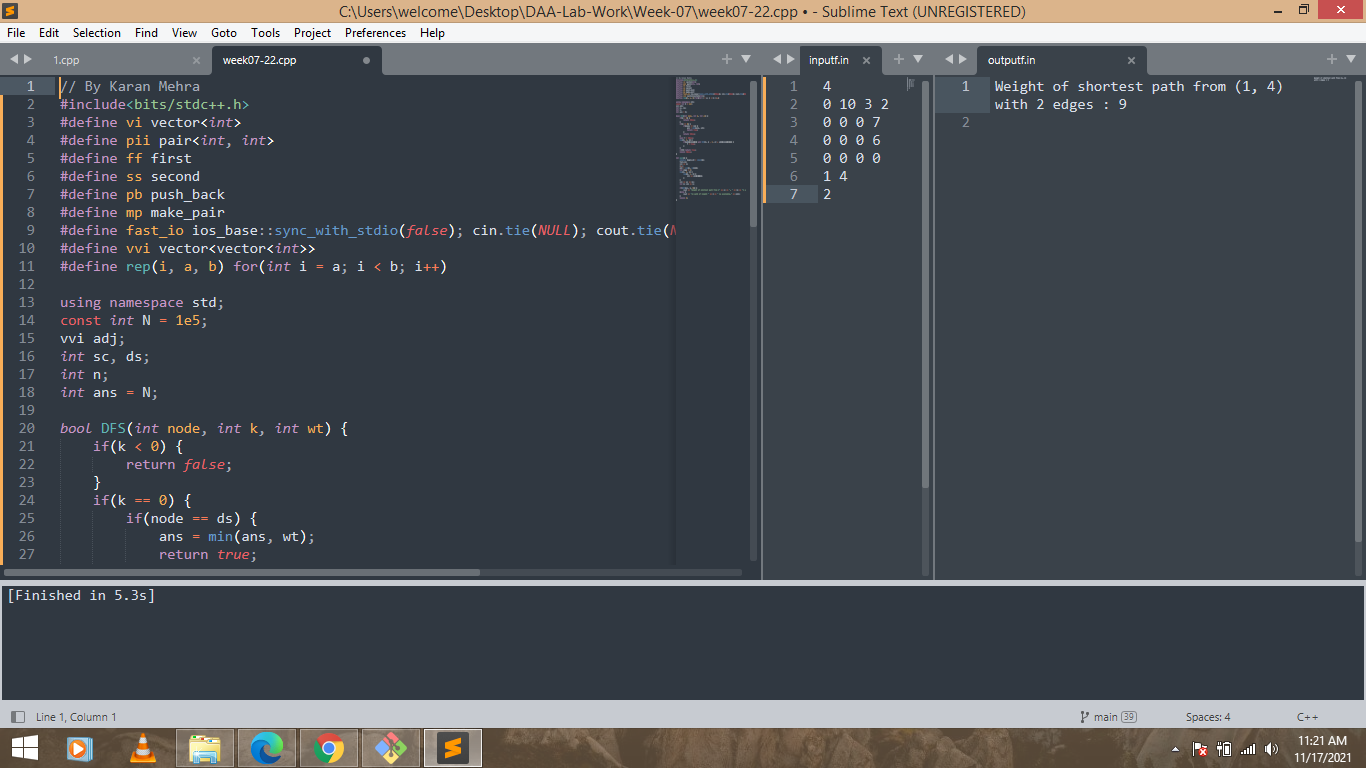 C:\Users\welcome\Desktop\DAA-Lab-Work\Week-07\week07-22.cpp • - Sublime Text (UNREGISTERED)
File Edit Selection Find View Goto Tools Project Preferences Help
1.cpp × week07-22.cpp
inputf.in ×
outputf.in ×
1 // By Karan Mehra
2 #include<bits/stdc++.h>
3 #define vi vector<int>
4 #define pii pair<int, int>
5 #define ff first
6 #define ss second
7 #define pb push_back
8 #define mp make_pair
9 #define fast_io ios_base::sync_with_stdio(false); cin.tie(NULL); cout.tie(N
10 #define vvi vector<vector<int>>
11 #define rep(i, a, b) for(int i = a; i < b; i++)
12
13 using namespace std;
14 const int N = 1e5;
15 vvi adj;
16 int sc, ds;
17 int n;
18 int ans = N;
19
20 bool DFS(int node, int k, int wt) {
21 if(k < 0) {
22 return false;
23 }
24 if(k == 0) {
25 if(node == ds) {
26 ans = min(ans, wt);
27 return true;
1 4
2 0 10 3 2
3 0 0 0 7
4 0 0 0 6
5 0 0 0 0
6 1 4
7 2
1 Weight of shortest path from (1, 4)
with 2 edges : 9
2
[Finished in 5.3s]
Line 1, Column 1
main 39
Spaces: 4
C++
11:21 AM
11/17/2021